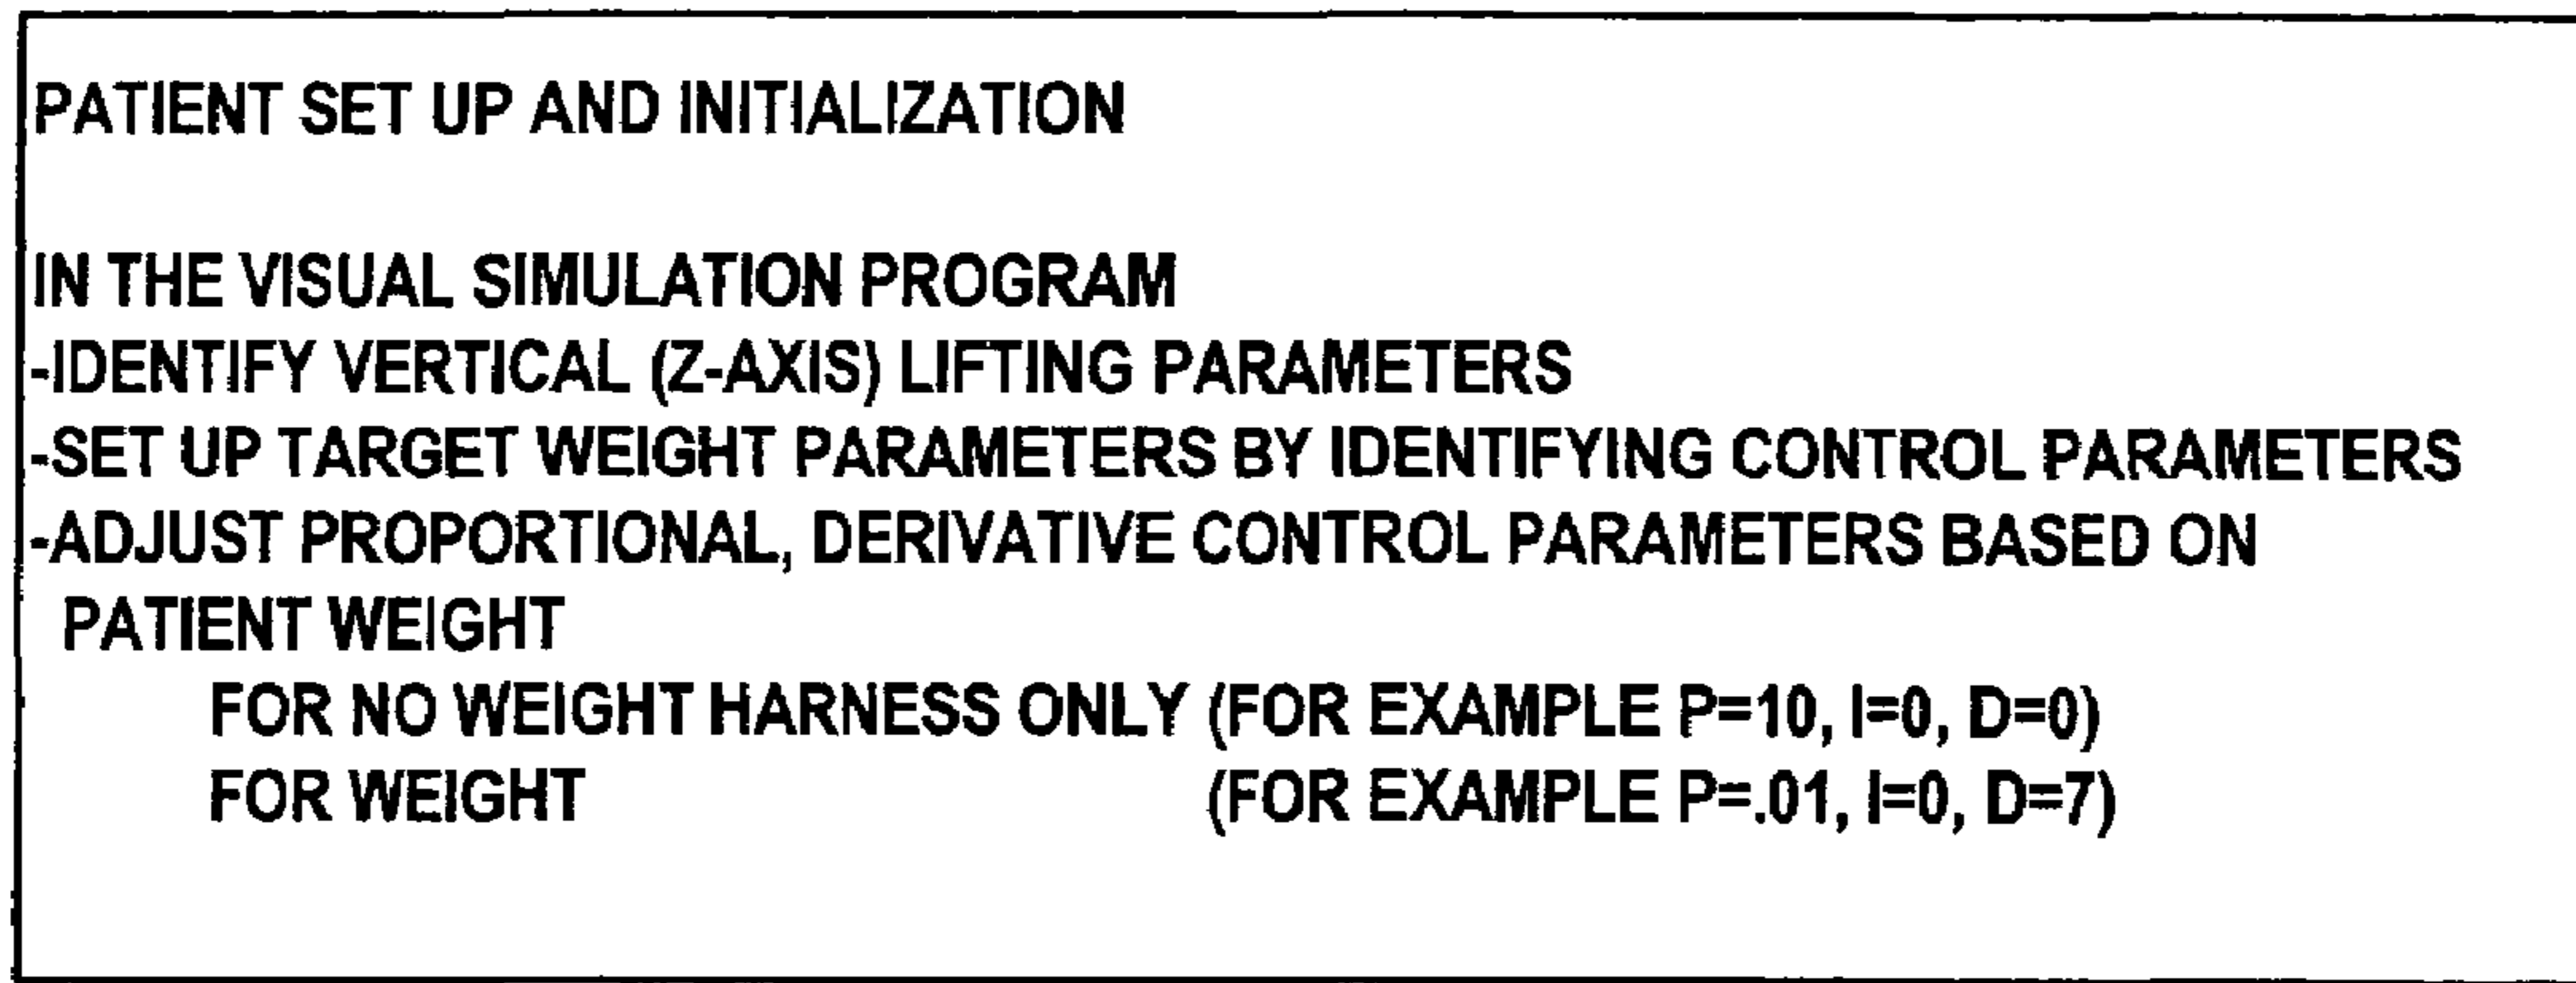 PATIENT SET UP AND INITIALIZATION
IN THE VISUAL SIMULATION PROGRAM
-IDENTIFY VERTICAL (Z-AXIS) LIFTING PARAMETERS
-SET UP TARGET WEIGHT PARAMETERS BY IDENTIFYING CONTROL PARAMETERS
-ADJUST PROPORTIONAL, DERIVATIVE CONTROL PARAMETERS BASED ON
PATIENT WEIGHT
FOR NO WEIGHT HARNESS ONLY (FOR EXAMPLE P=10, I=0, D=0)
FOR WEIGHT (FOR EXAMPLE P=.01, I=0, D=7)